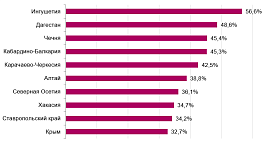 Ингушетия 56,6%
Дагестан 48,6%
Чечня 45,4%
Кабардино-Балкария 45,3%
Карачаево-Черкесия 42,5%
Алтай 38,8%
Северная Осетия 36,1%
Хакасия 34,7%
Ставропольский край 34,2%
Крым 32,7%